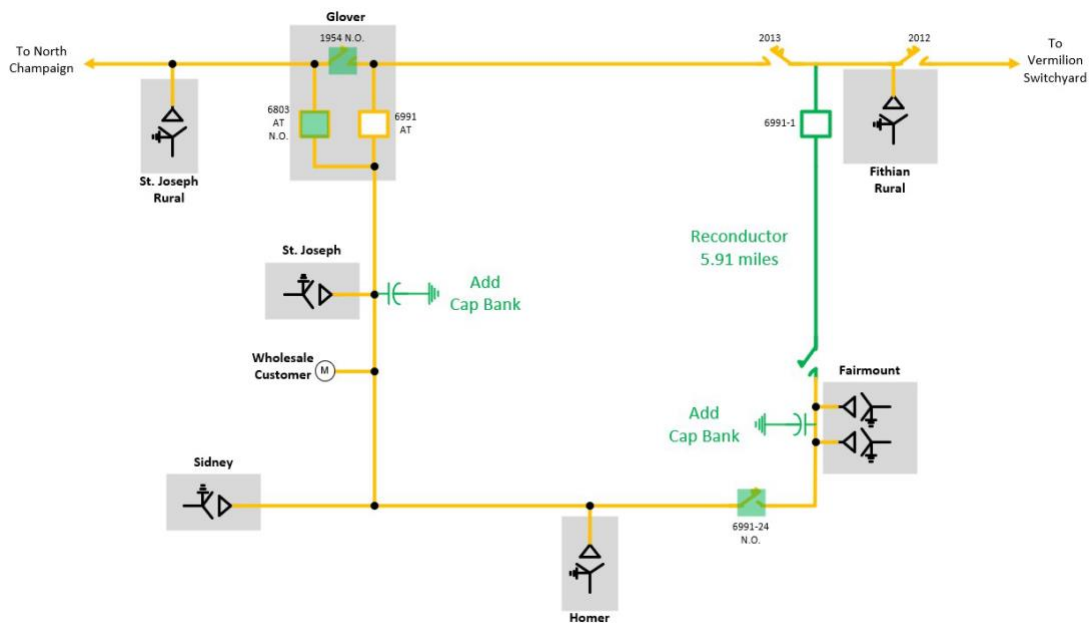 Glover
1954 N.O.
To North
Champaign
2013
2012
To
Vermilion
Switchyard
6803
AT
N.O.
6991
AT
6991-1
St. Joseph
Rural
Fithian
Rural
Reconductor
5.91 miles
St. Joseph
Add
Cap Bank
Wholesale
Customer
M
Fairmount
Add
Cap Bank
Sidney
6991-24
N.O.
Homer